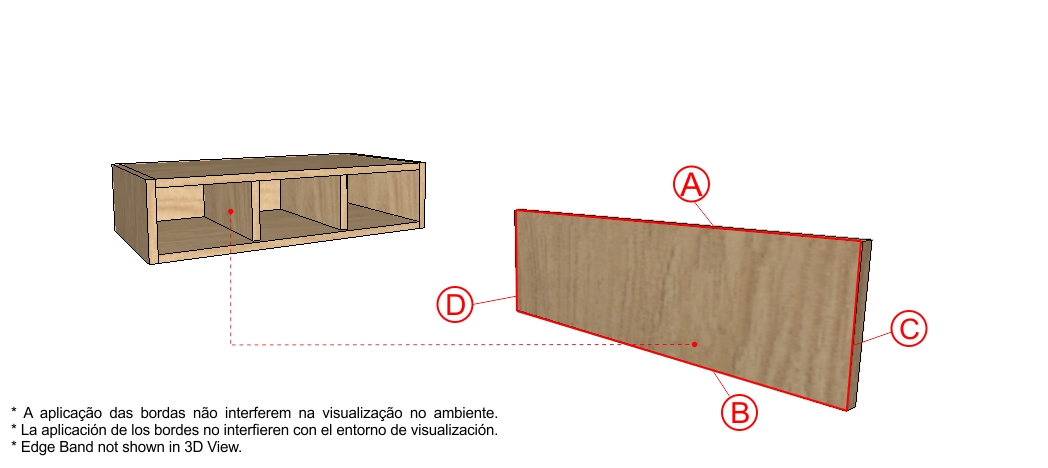 A
D
C
B
* A aplicação das bordas não interferem na visualização no ambiente.
* La aplicación de los bordes no interfieren con el entorno de visualización.
* Edge Band not shown in 3D View.